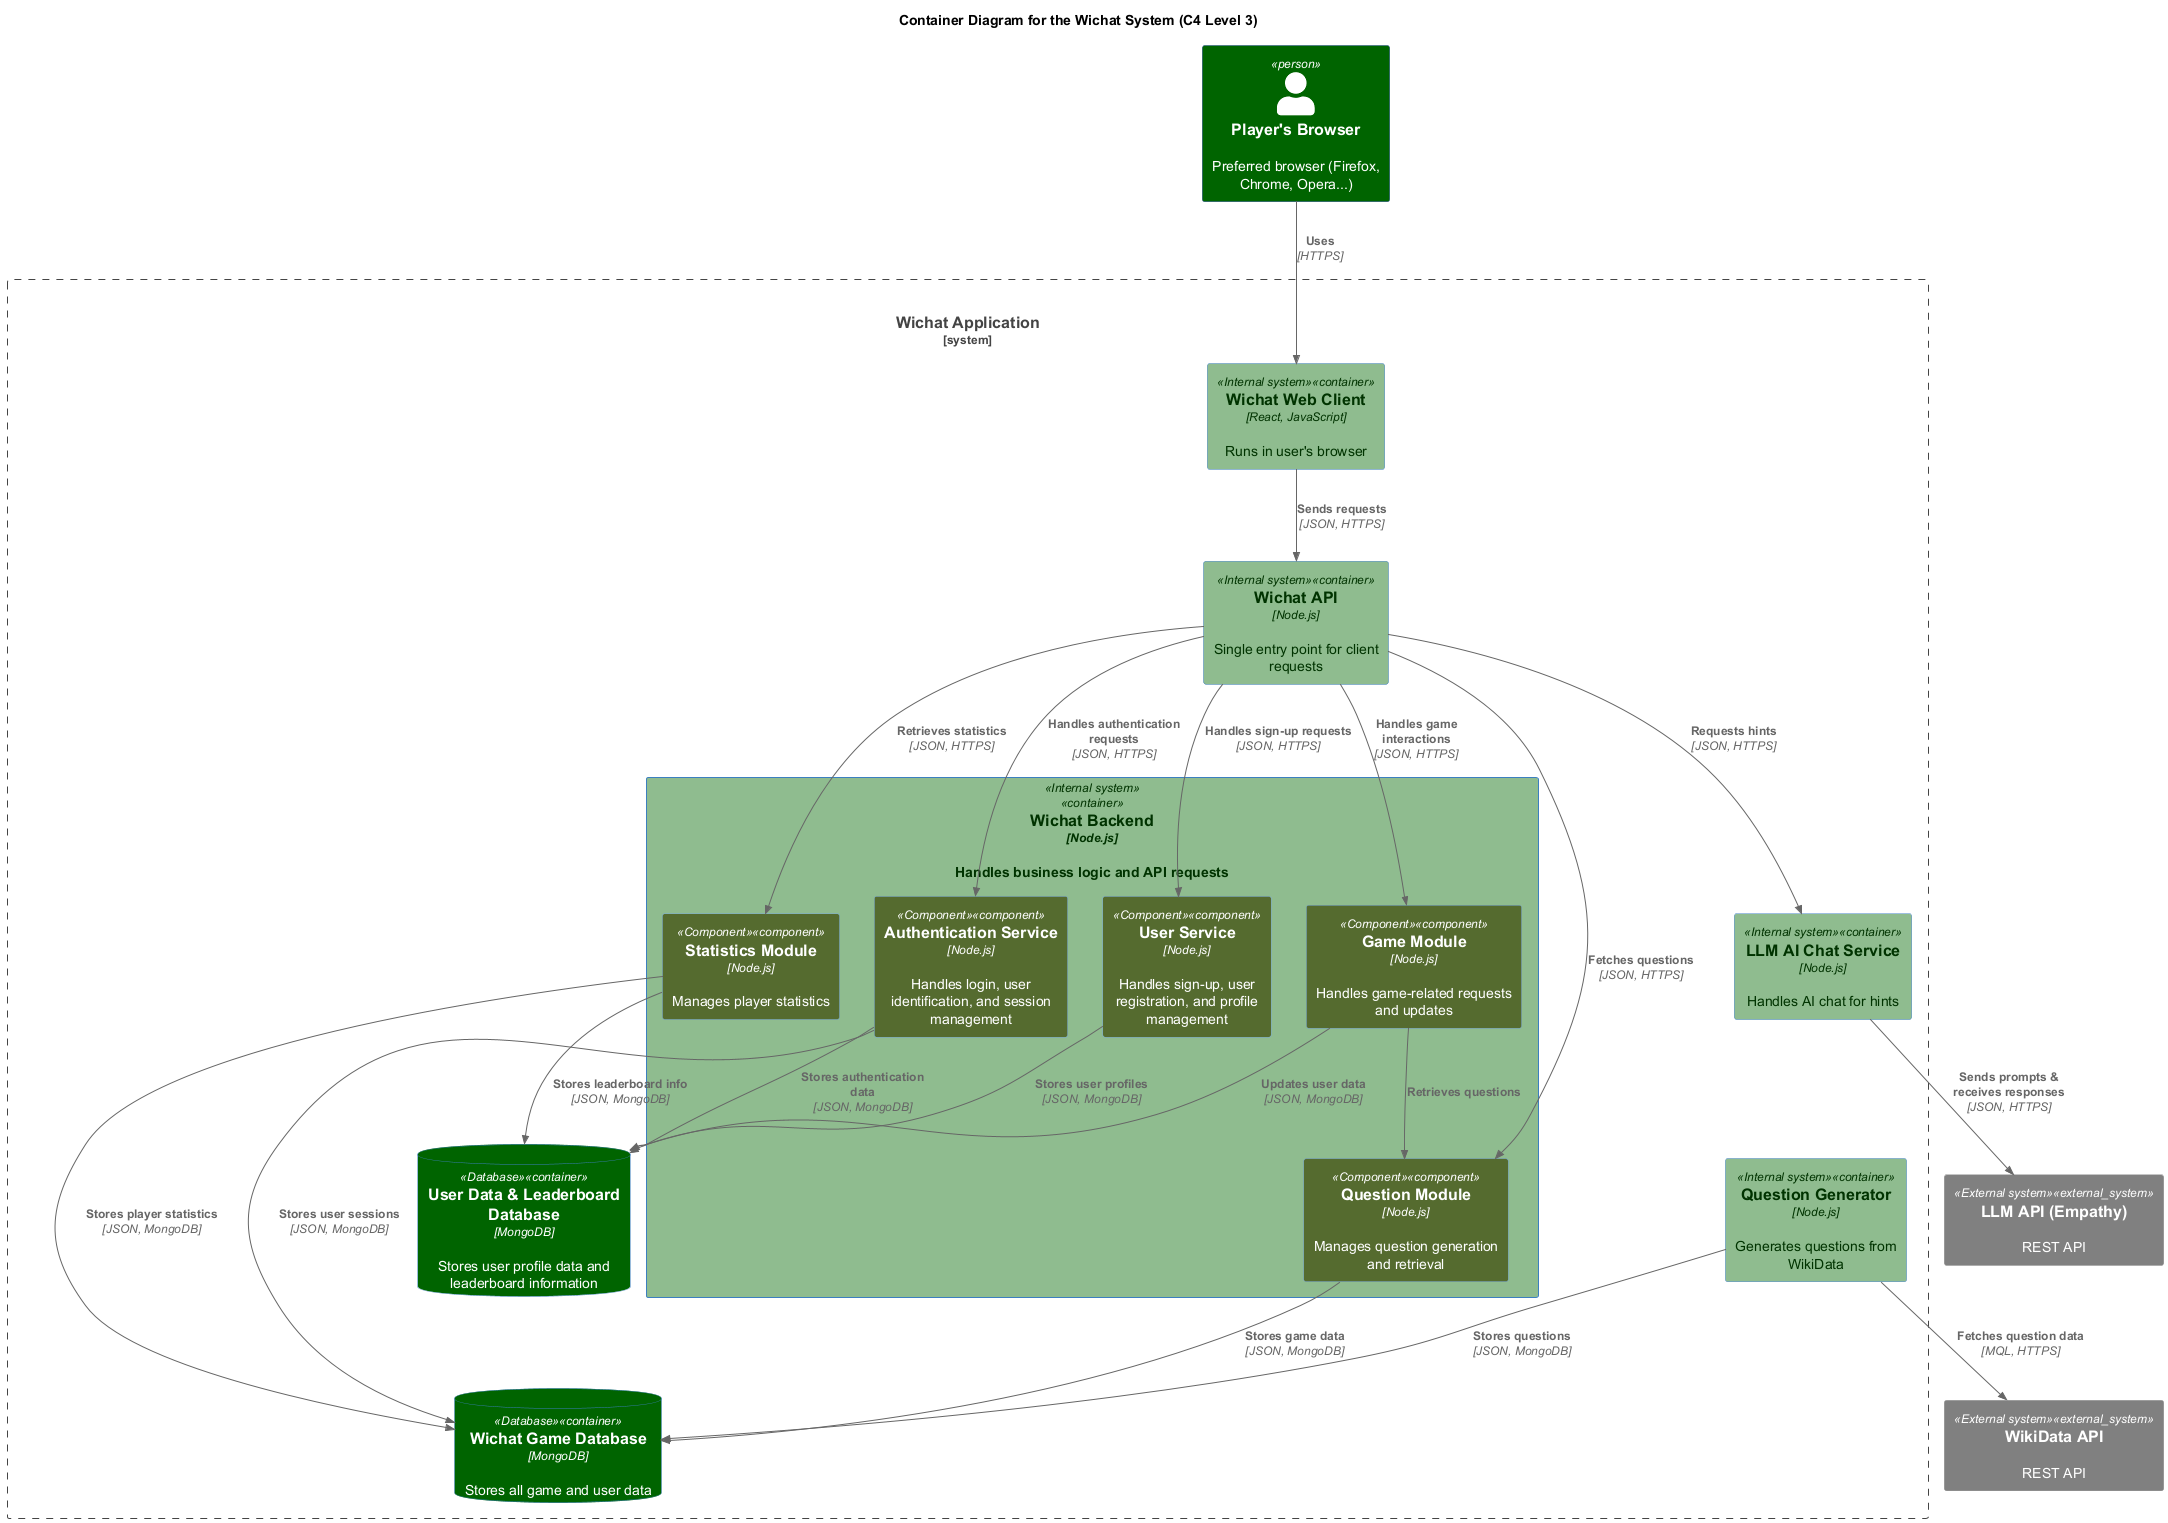 Container Diagram for the Wichat System (C4 Level 3)
«person»
Player's Browser
Preferred browser (Firefox,
Chrome, Opera...)
Uses
[HTTPS]
Wichat Application
[system]
«Internal system»«container»
Wichat Web Client
[React, JavaScript]
Runs in user's browser
Sends requests
[JSON, HTTPS]
«Internal system»«container»
Wichat API
[Node.js]
Single entry point for client
requests
Retrieves statistics
[JSON, HTTPS]
Handles authentication
requests
[JSON, HTTPS]
Handles sign-up requests
[JSON, HTTPS]
Handles game
interactions
[JSON, HTTPS]
Requests hints
[JSON, HTTPS]
«Internal system»
«container»
Wichat Backend
[Node.js]
Handles business logic and API requests
«Component»«component»
Statistics Module
[Node.js]
Manages player statistics
«Component»«component»
Authentication Service
[Node.js]
Handles login, user
identification, and session
management
«Component»«component»
User Service
[Node.js]
Handles sign-up, user
registration, and profile
management
«Component»«component»
Game Module
[Node.js]
Handles game-related requests
and updates
Fetches questions
[JSON, HTTPS]
«Internal system»«container»
LLM AI Chat Service
[Node.js]
Handles AI chat for hints
Stores leaderboard info
[JSON, MongoDB]
Stores authentication
data
[JSON, MongoDB]
Stores user profiles
[JSON, MongoDB]
Updates user data
[JSON, MongoDB]
Retrieves questions
Sends prompts &
receives responses
[JSON, HTTPS]
Stores player statistics
[JSON, MongoDB]
Stores user sessions
[JSON, MongoDB]
«Database»«container»
User Data & Leaderboard
Database
[MongoDB]
Stores user profile data and
leaderboard information
«Component»«component»
Question Module
[Node.js]
Manages question generation
and retrieval
«Internal system»«container»
Question Generator
[Node.js]
Generates questions from
WikiData
«External system»«external_system»
LLM API (Empathy)
REST API
Stores game data
[JSON, MongoDB]
Stores questions
[JSON, MongoDB]
Fetches question data
[MQL, HTTPS]
«Database»«container»
Wichat Game Database
[MongoDB]
Stores all game and user data
«External system»«external_system»
WikiData API
REST API